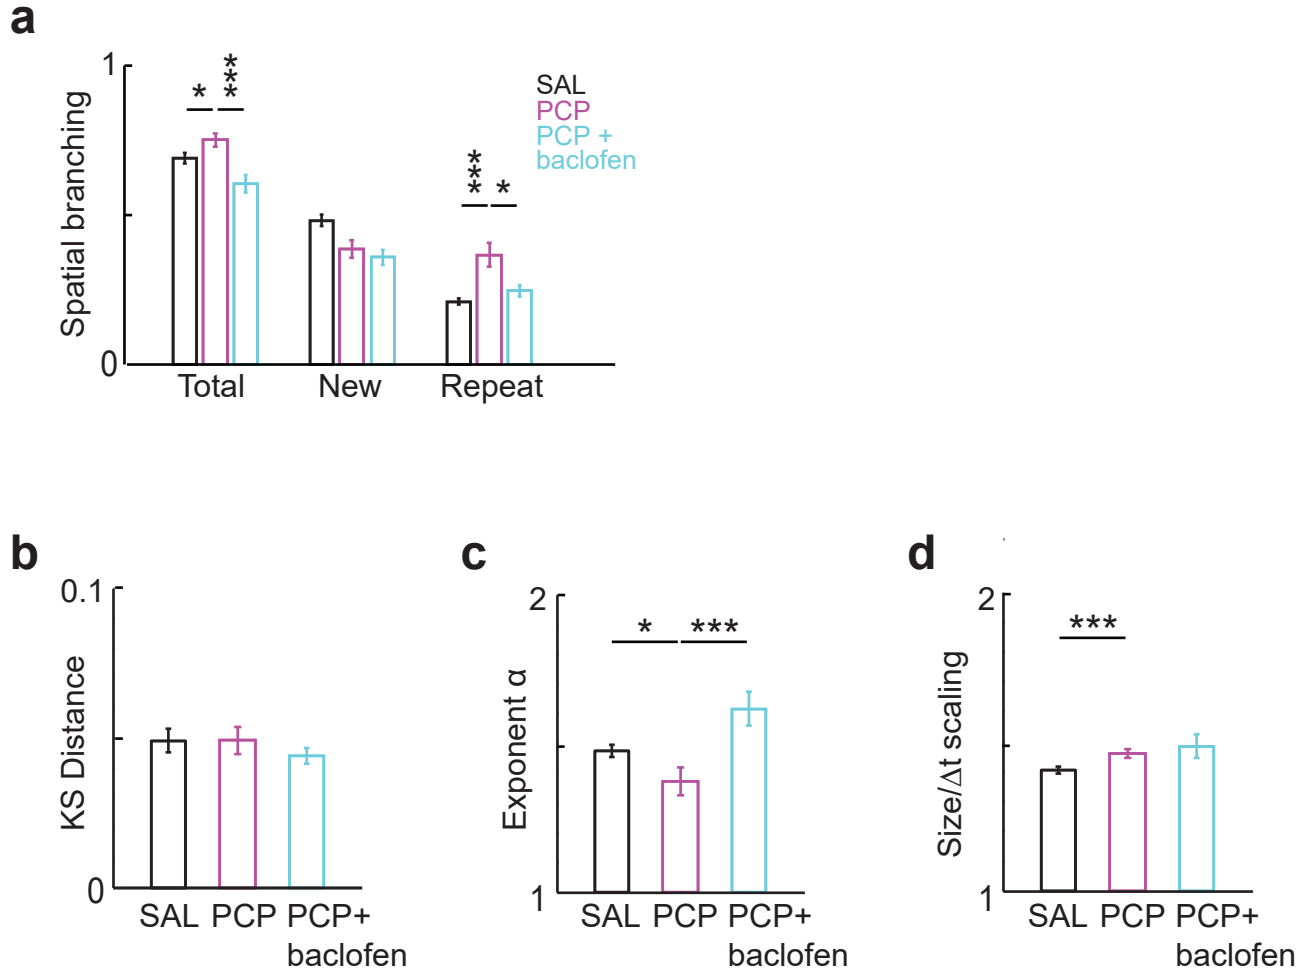 a
1
Spatial branching
0
* ***
*** *
SAL
PCP
PCP +
baclofen
Total New Repeat
b
0.1
KS Distance
0
SAL PCP PCP+
baclofen
c
2
Exponent α
1
* ***
SAL PCP PCP+
baclofen
d
2
Size/Δt scaling
1
***
SAL PCP PCP+
baclofen